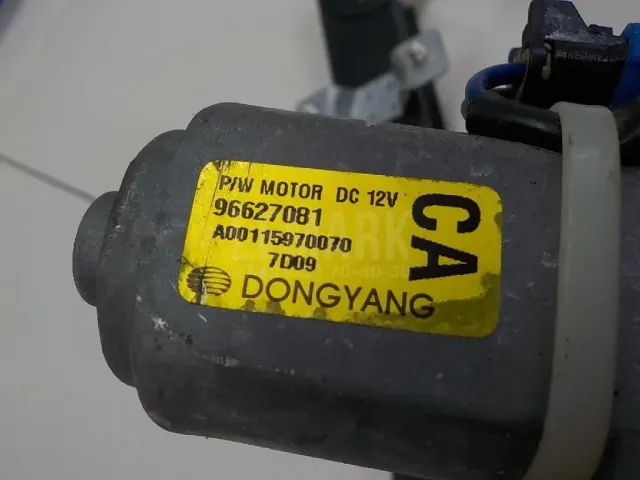 P/W MOTOR DC 12V
96627081
A00115970070
7D09
DONGYANG
CA